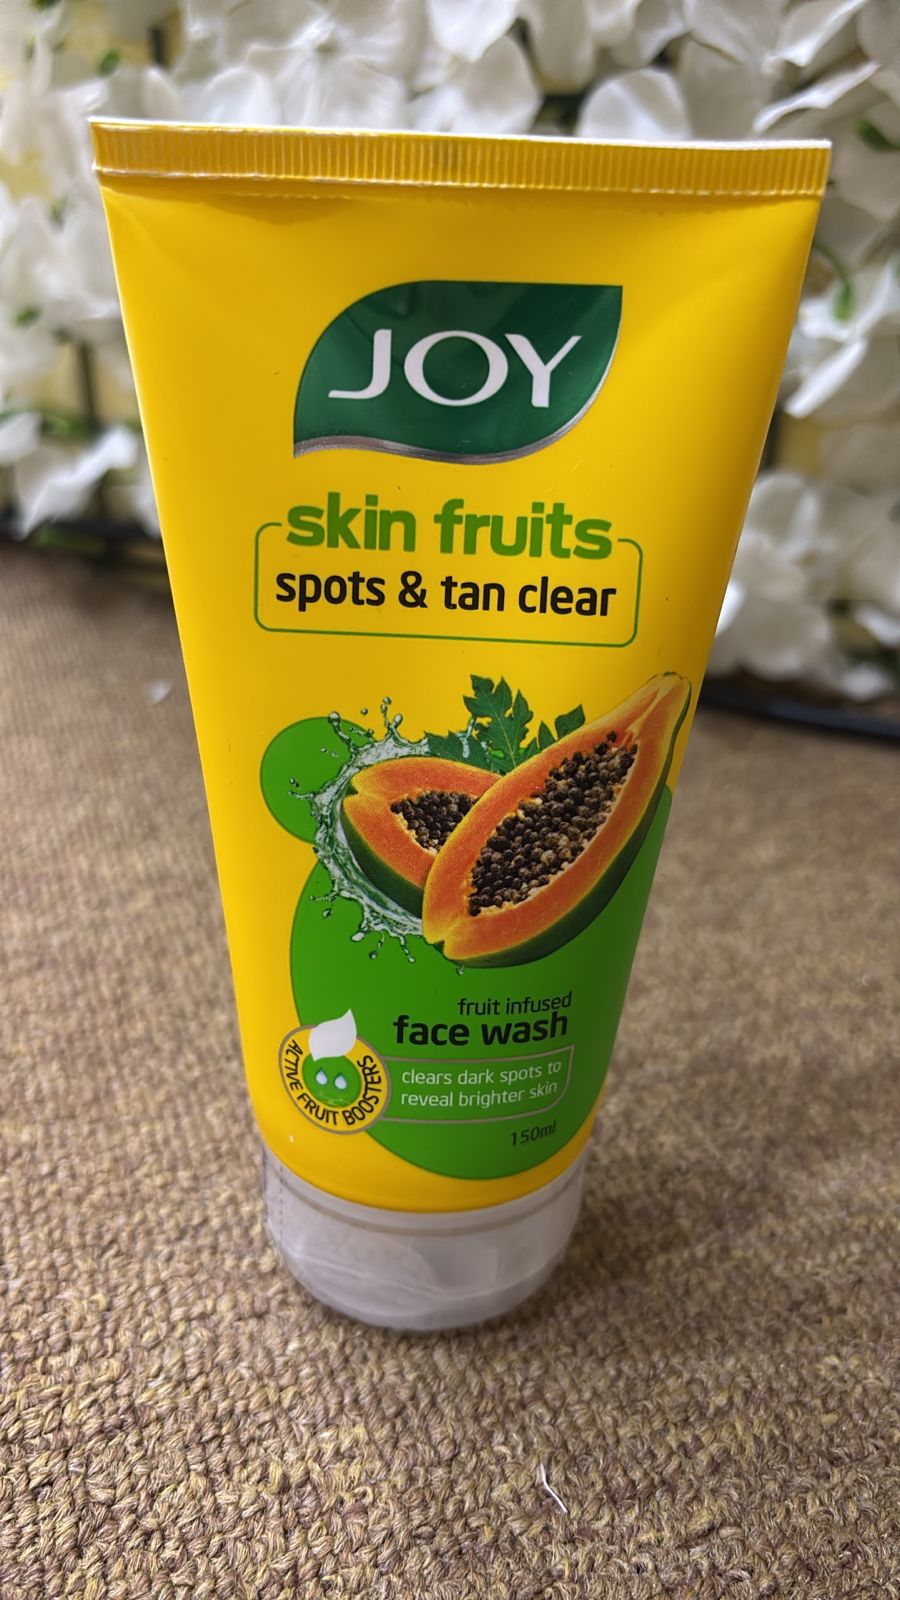 JOY
skin fruits
spots & tan clear
fruit infused
face wash
ACTIVE FRUIT BOOSTERS
clears dark spots to
reveal brighter skin
150ml